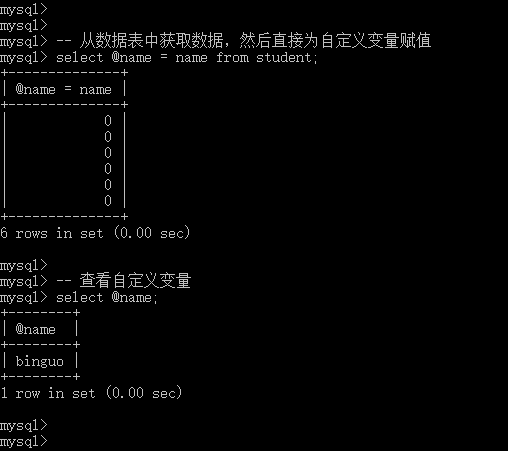 mysql>
mysql>
mysql> -- 从数据表中获取数据，然后直接为自定义变量赋值
mysql> select @name = name from student;
+--------------+
| @name = name |
+--------------+
|            0 |
|            0 |
|            0 |
|            0 |
|            0 |
|            0 |
+--------------+
6 rows in set (0.00 sec)
mysql>
mysql> -- 查看自定义变量
mysql> select @name;
+--------+
| @name  |
+--------+
| binguo |
+--------+
1 row in set (0.00 sec)
mysql>
mysql>